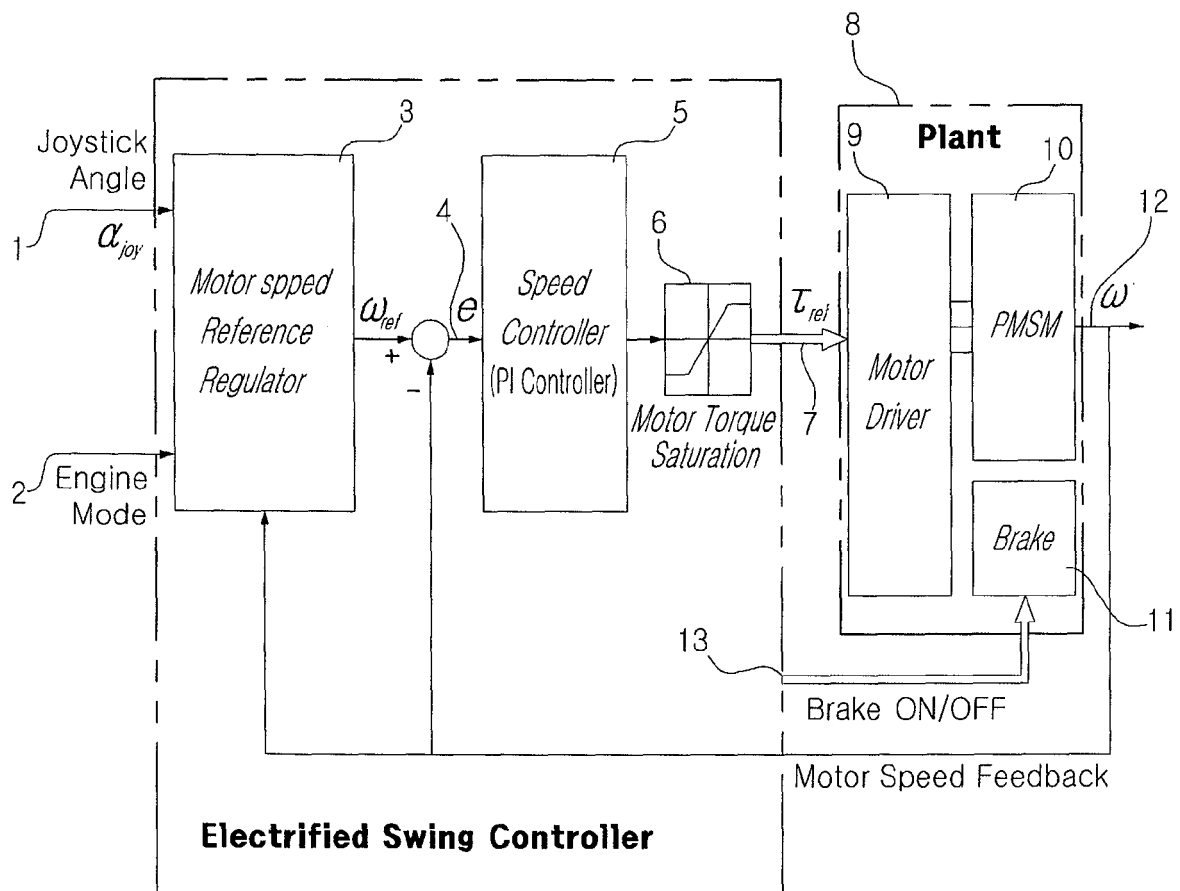 8
Plant
3
5
9
10
Joystick
Angle
1
α_joy
4
6
12
Motor spped
Reference
Regulator
ω_ref
+
-
e
Speed
Controller
(PI Controller)
τ_ref
7
Motor Torque
Saturation
Motor
Driver
PMSM
ω
2
Engine
Mode
Brake
11
13
Brake ON/OFF
Motor Speed Feedback
Electrified Swing Controller